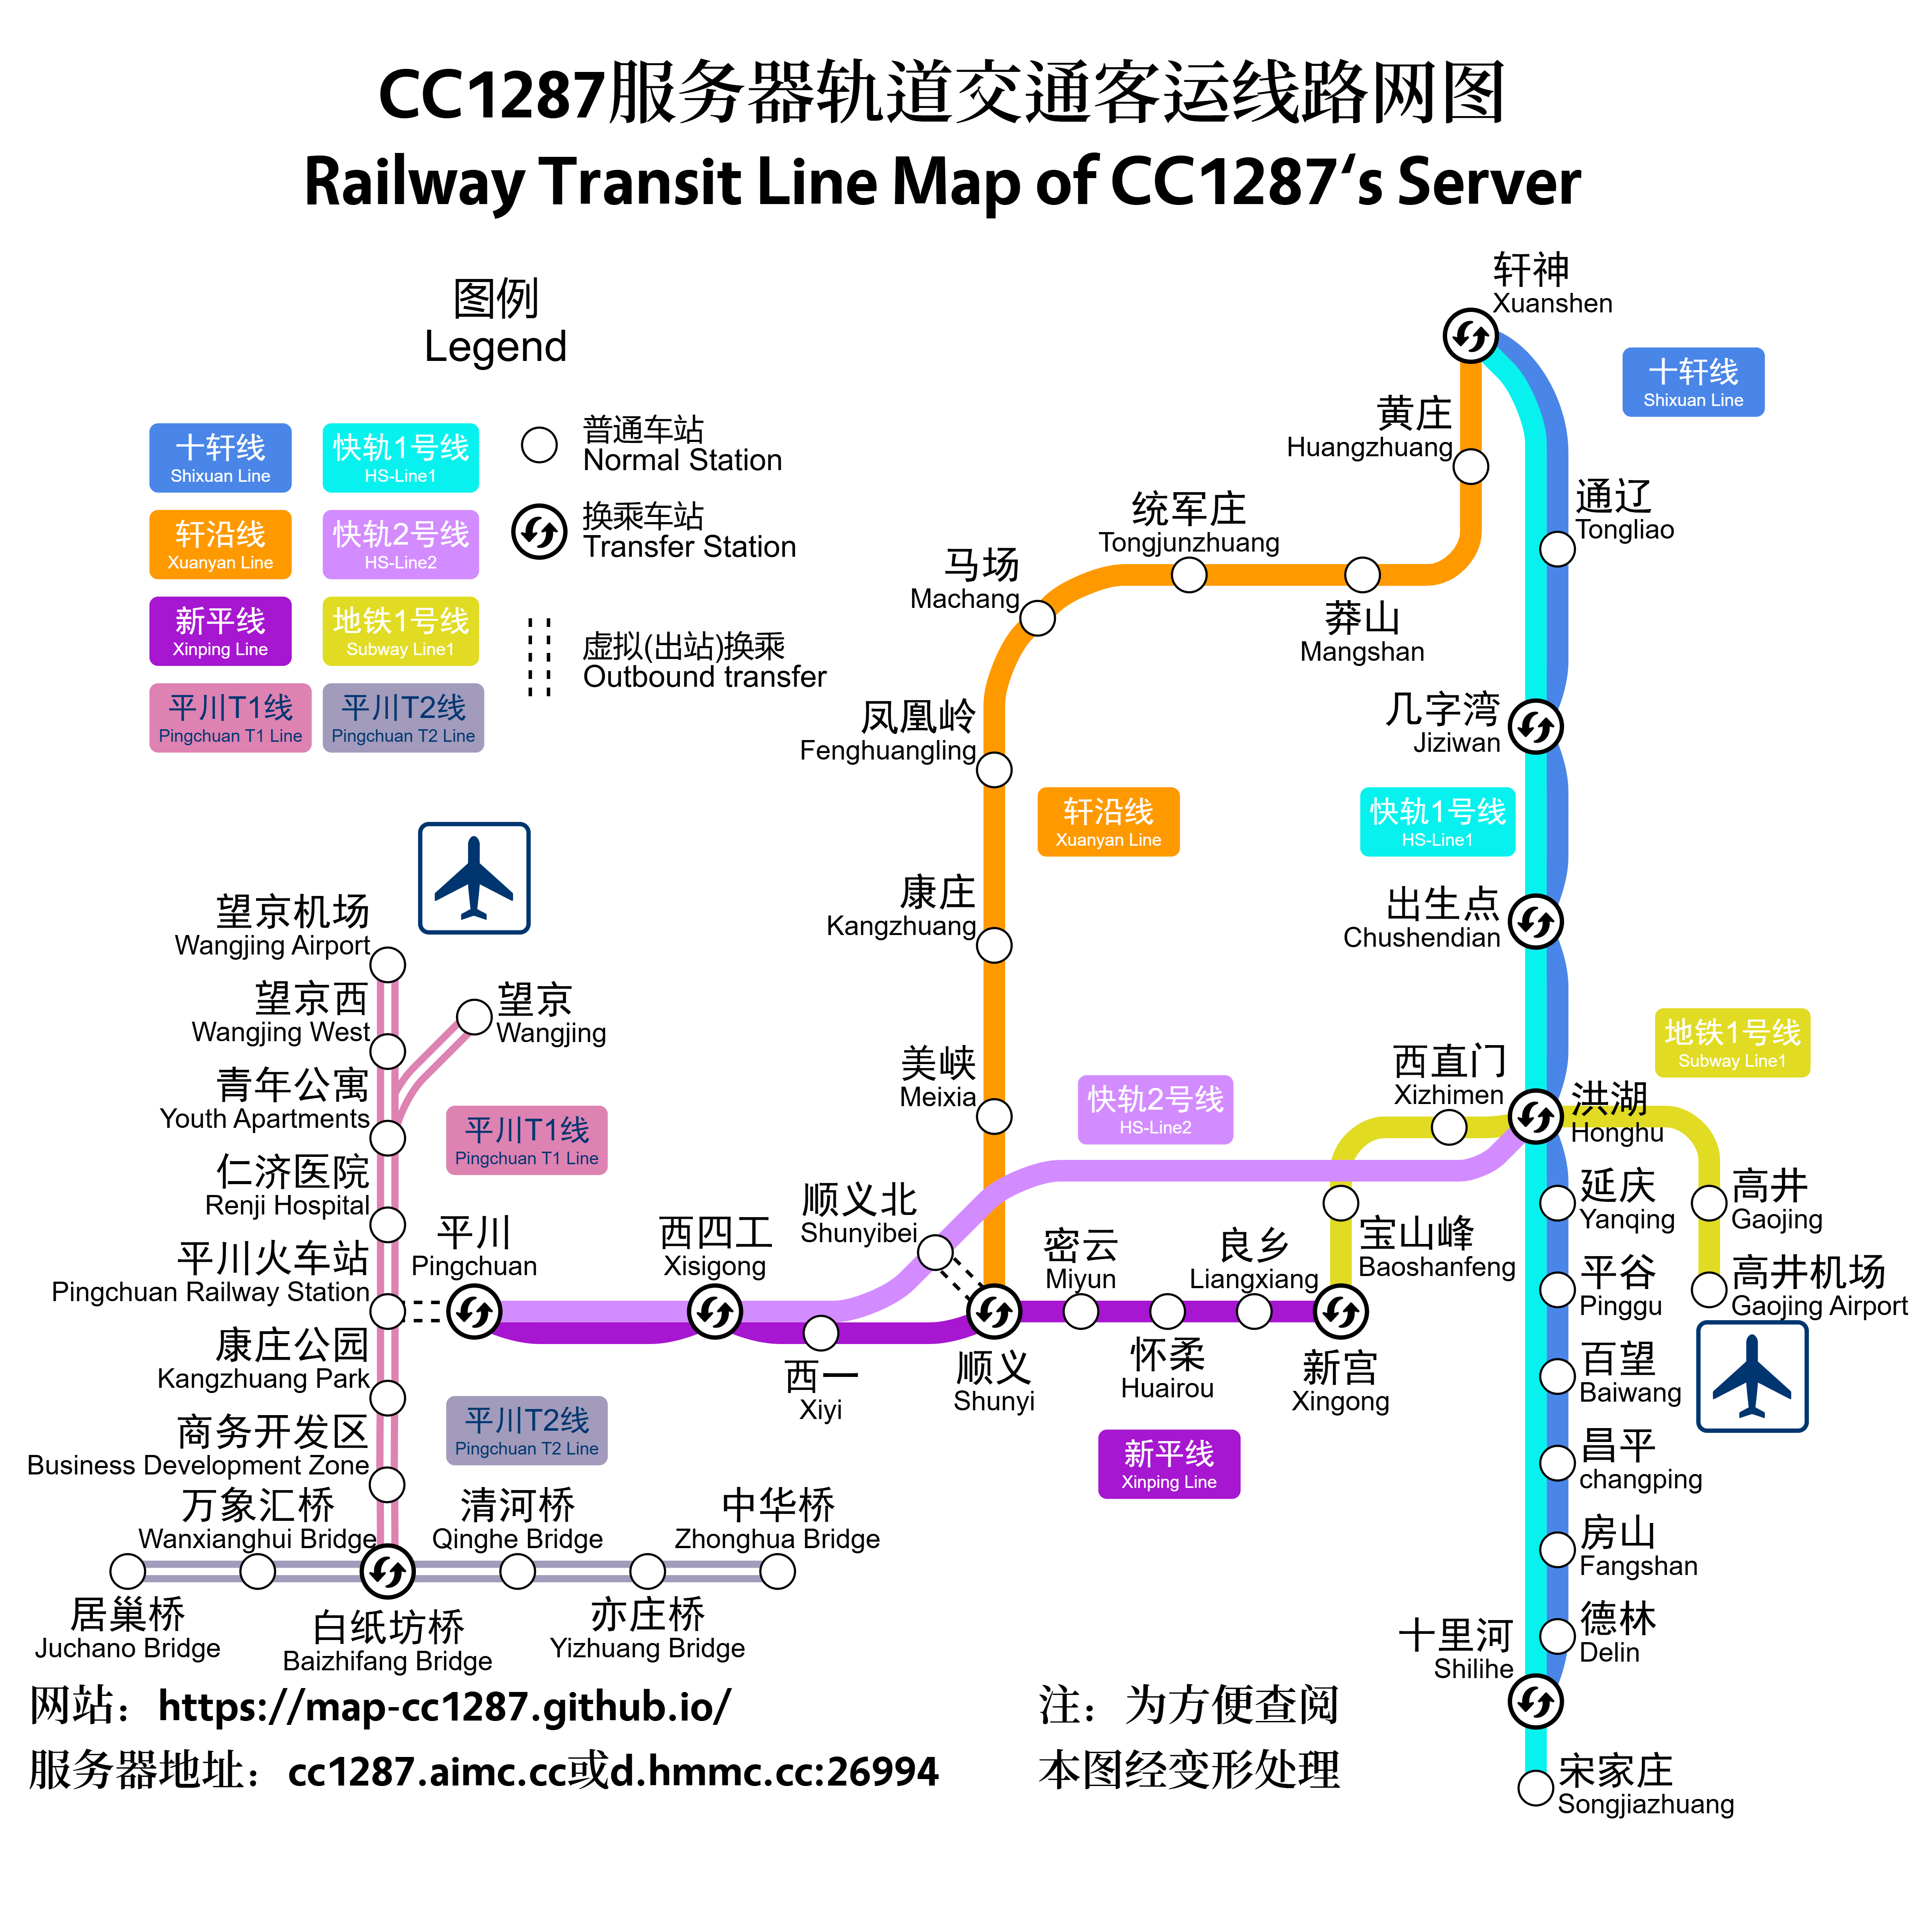 CC1287服务器轨道交通客运线路网图
Railway Transit Line Map of CC1287‘s Server
图例
Legend
十轩线
Shixuan Line
快轨1号线
HS-Line1
普通车站
Normal Station
轩沿线
Xuanyan Line
快轨2号线
HS-Line2
换乘车站
Transfer Station
新平线
Xinping Line
地铁1号线
Subway Line1
虚拟(出站)换乘
Outbound transfer
平川T1线
Pingchuan T1 Line
平川T2线
Pingchuan T2 Line
轩神
Xuanshen
十轩线
Shixuan Line
黄庄
Huangzhuang
通辽
Tongliao
统军庄
Tongjunzhuang
莽山
Mangshan
马场
Machang
凤凰岭
Fenghuangling
几字湾
Jiziwan
轩沿线
Xuanyan Line
快轨1号线
HS-Line1
康庄
Kangzhuang
出生点
Chushendian
美峡
Meixia
地铁1号线
Subway Line1
西直门
Xizhimen
洪湖
Honghu
快轨2号线
HS-Line2
望京机场
Wangjing Airport
望京西
Wangjing West
望京
Wangjing
青年公寓
Youth Apartments
平川T1线
Pingchuan T1 Line
仁济医院
Renji Hospital
平川火车站
Pingchuan Railway Station
平川
Pingchuan
西四工
Xisigong
顺义北
Shunyibei
密云
Miyun
良乡
Liangxiang
宝山峰
Baoshanfeng
延庆
Yanqing
高井
Gaojing
平谷
Pinggu
高井机场
Gaojing Airport
西一
Xiyi
顺义
Shunyi
怀柔
Huairou
新宫
Xingong
百望
Baiwang
康庄公园
Kangzhuang Park
商务开发区
Business Development Zone
平川T2线
Pingchuan T2 Line
新平线
Xinping Line
昌平
changping
房山
Fangshan
万象汇桥
Wanxianghui Bridge
清河桥
Qinghe Bridge
中华桥
Zhonghua Bridge
居巢桥
Juchano Bridge
白纸坊桥
Baizhifang Bridge
亦庄桥
Yizhuang Bridge
德林
Delin
十里河
Shilihe
宋家庄
Songjiazhuang
网站：https://map-cc1287.github.io/
服务器地址：cc1287.aimc.cc或d.hmmc.cc:26994
注：为方便查阅
本图经变形处理